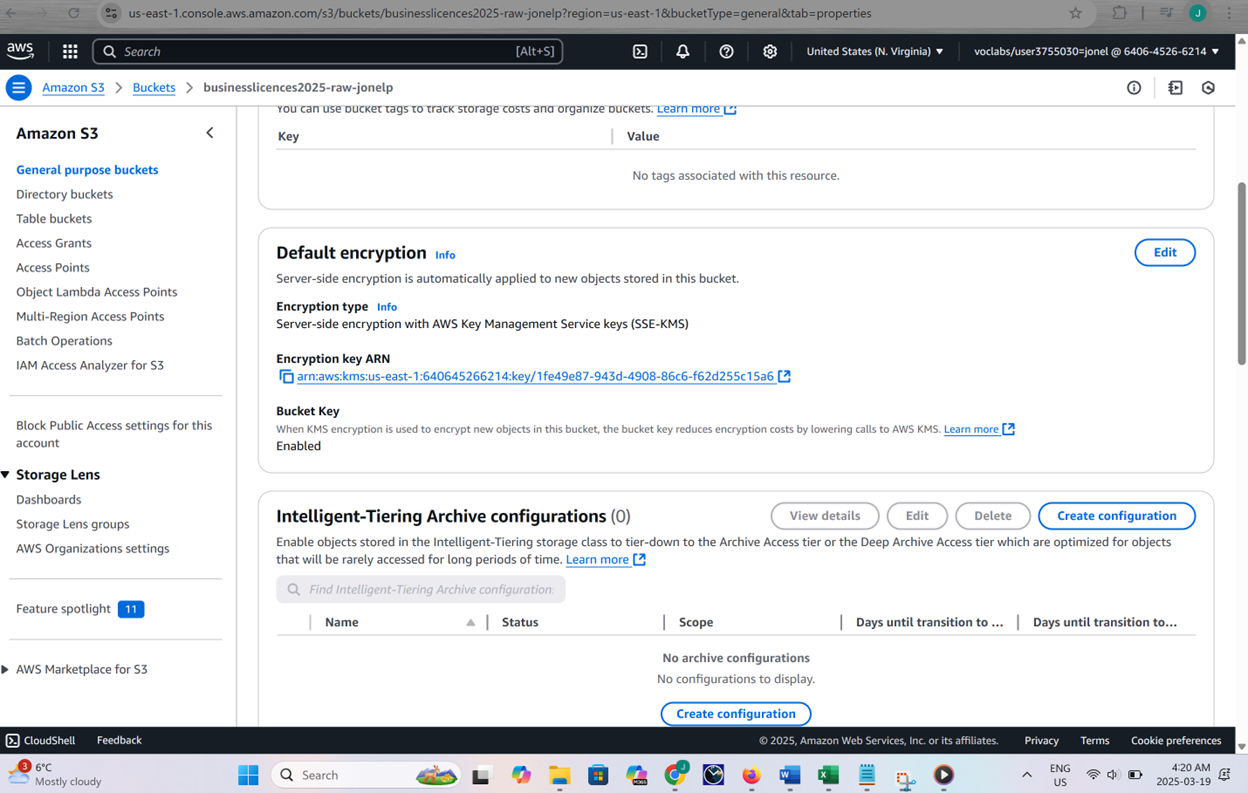 us-east-1.console.aws.amazon.com/s3/buckets/businesslicences2025-raw-jonelp?region=us-east-1&bucketType=general&tab=properties
J
aws
Search
[Alt+S]
United States (N. Virginia) ▼
voclabs/user3755030=jonel @ 6406-4526-6214 ▼
Amazon S3 > Buckets > businesslicences2025-raw-jonelp
Amazon S3
General purpose buckets
Directory buckets
Table buckets
Access Grants
Access Points
Object Lambda Access Points
Multi-Region Access Points
Batch Operations
IAM Access Analyzer for S3
Block Public Access settings for this
account
Storage Lens
Dashboards
Storage Lens groups
AWS Organizations settings
Feature spotlight 11
AWS Marketplace for S3
You can use bucket tags to track storage costs and organize buckets. Learn more
Key
Value
No tags associated with this resource.
Default encryption Info
Edit
Server-side encryption is automatically applied to new objects stored in this bucket.
Encryption type Info
Server-side encryption with AWS Key Management Service keys (SSE-KMS)
Encryption key ARN
arn:aws:kms:us-east-1:640645266214:key/1fe49e87-943d-4908-86c6-f62d255c15a6
Bucket Key
When KMS encryption is used to encrypt new objects in this bucket, the bucket key reduces encryption costs by lowering calls to AWS KMS. Learn more
Enabled
Intelligent-Tiering Archive configurations (0)
View details
Edit
Delete
Create configuration
Enable objects stored in the Intelligent-Tiering storage class to tier-down to the Archive Access tier or the Deep Archive Access tier which are optimized for objects
that will be rarely accessed for long periods of time. Learn more
Find Intelligent-Tiering Archive configuration:
Name
Status
Scope
Days until transition to ...
Days until transition to...
No archive configurations
No configurations to display.
Create configuration
CloudShell
Feedback
© 2025, Amazon Web Services, Inc. or its affiliates.
Privacy
Terms
Cookie preferences
3
6°C
Mostly cloudy
Search
J
ENG
US
4:20 AM
2025-03-19